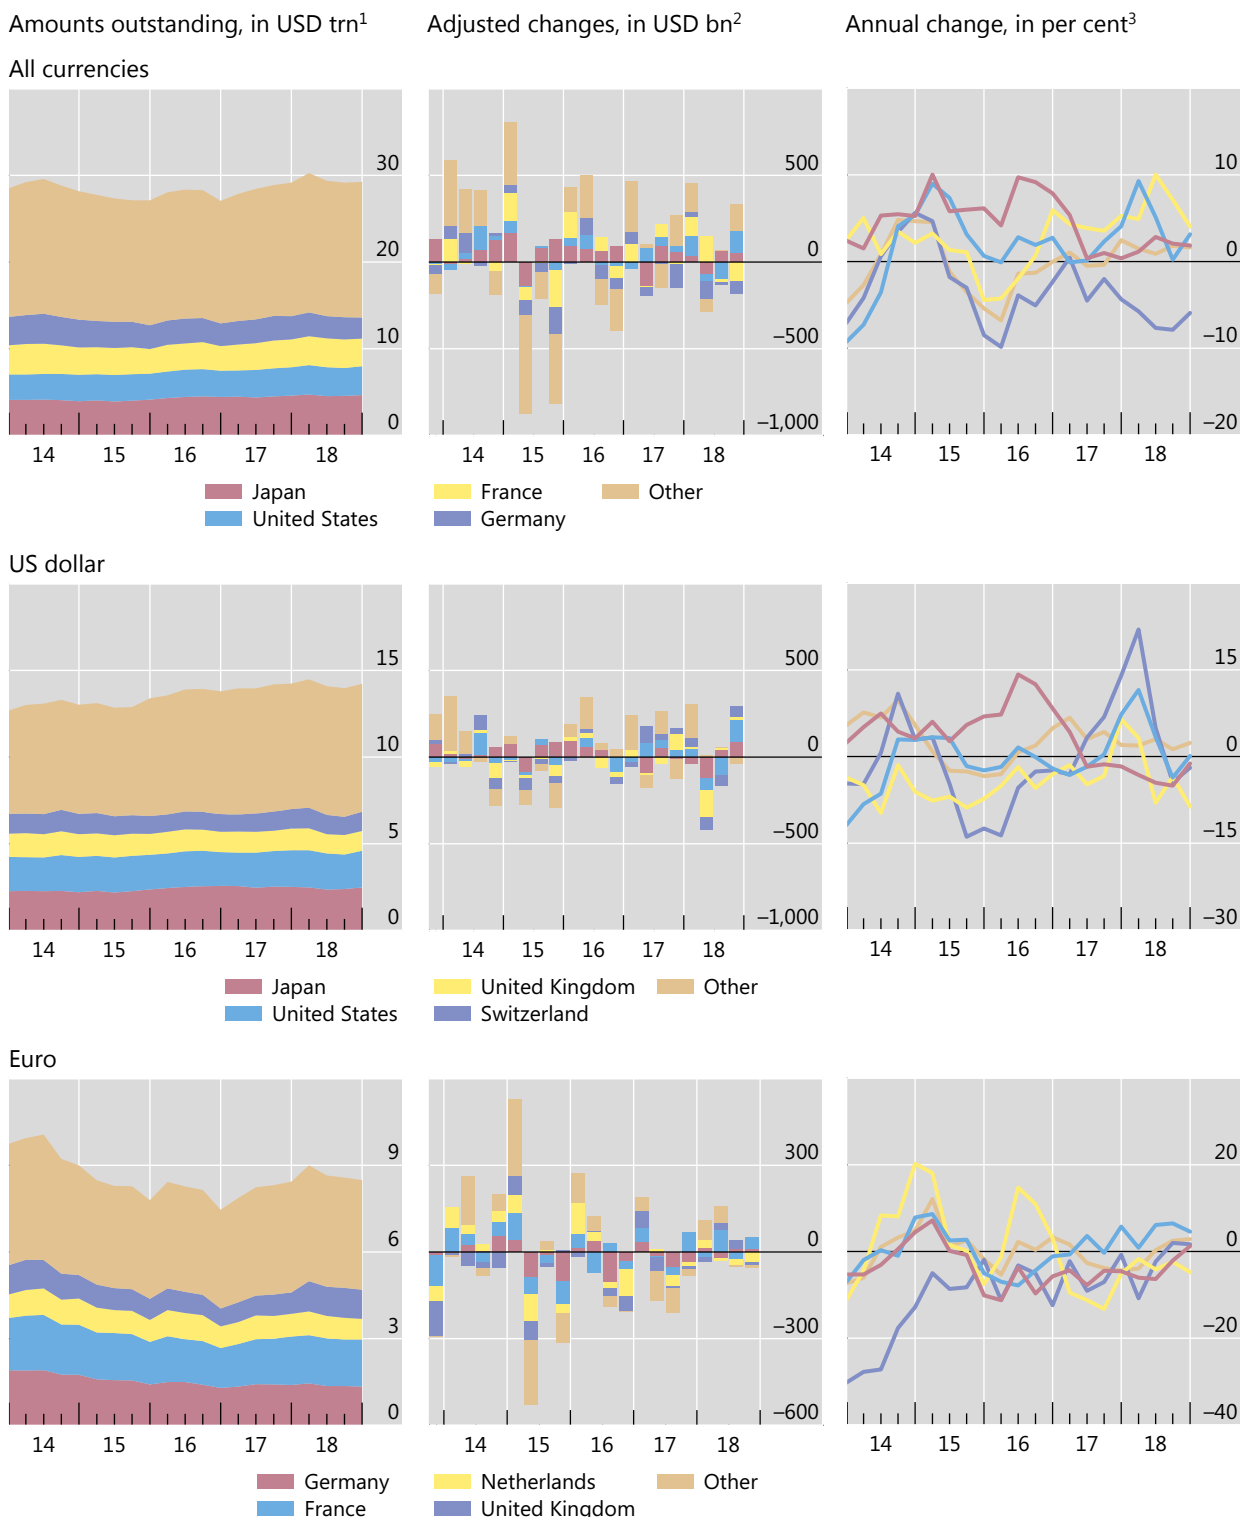 Amounts outstanding, in USD trn1 Adjusted changes, in USD bn2 Annual change, in per cent3
All currencies
30 500 10
20 0 0
10 –500 –10
0 –1,000 –20
14 15 16 17 18 14 15 16 17 18 14 15 16 17 18
Japan France Other
United States Germany
US dollar
15 500 15
10 0 0
5 –500 –15
0 –1,000 –30
14 15 16 17 18 14 15 16 17 18 14 15 16 17 18
Japan United Kingdom Other
United States Switzerland
Euro
9 300 20
6 0 0
3 –300 –20
0 –600 –40
14 15 16 17 18 14 15 16 17 18 14 15 16 17 18
Germany Netherlands Other
France United Kingdom